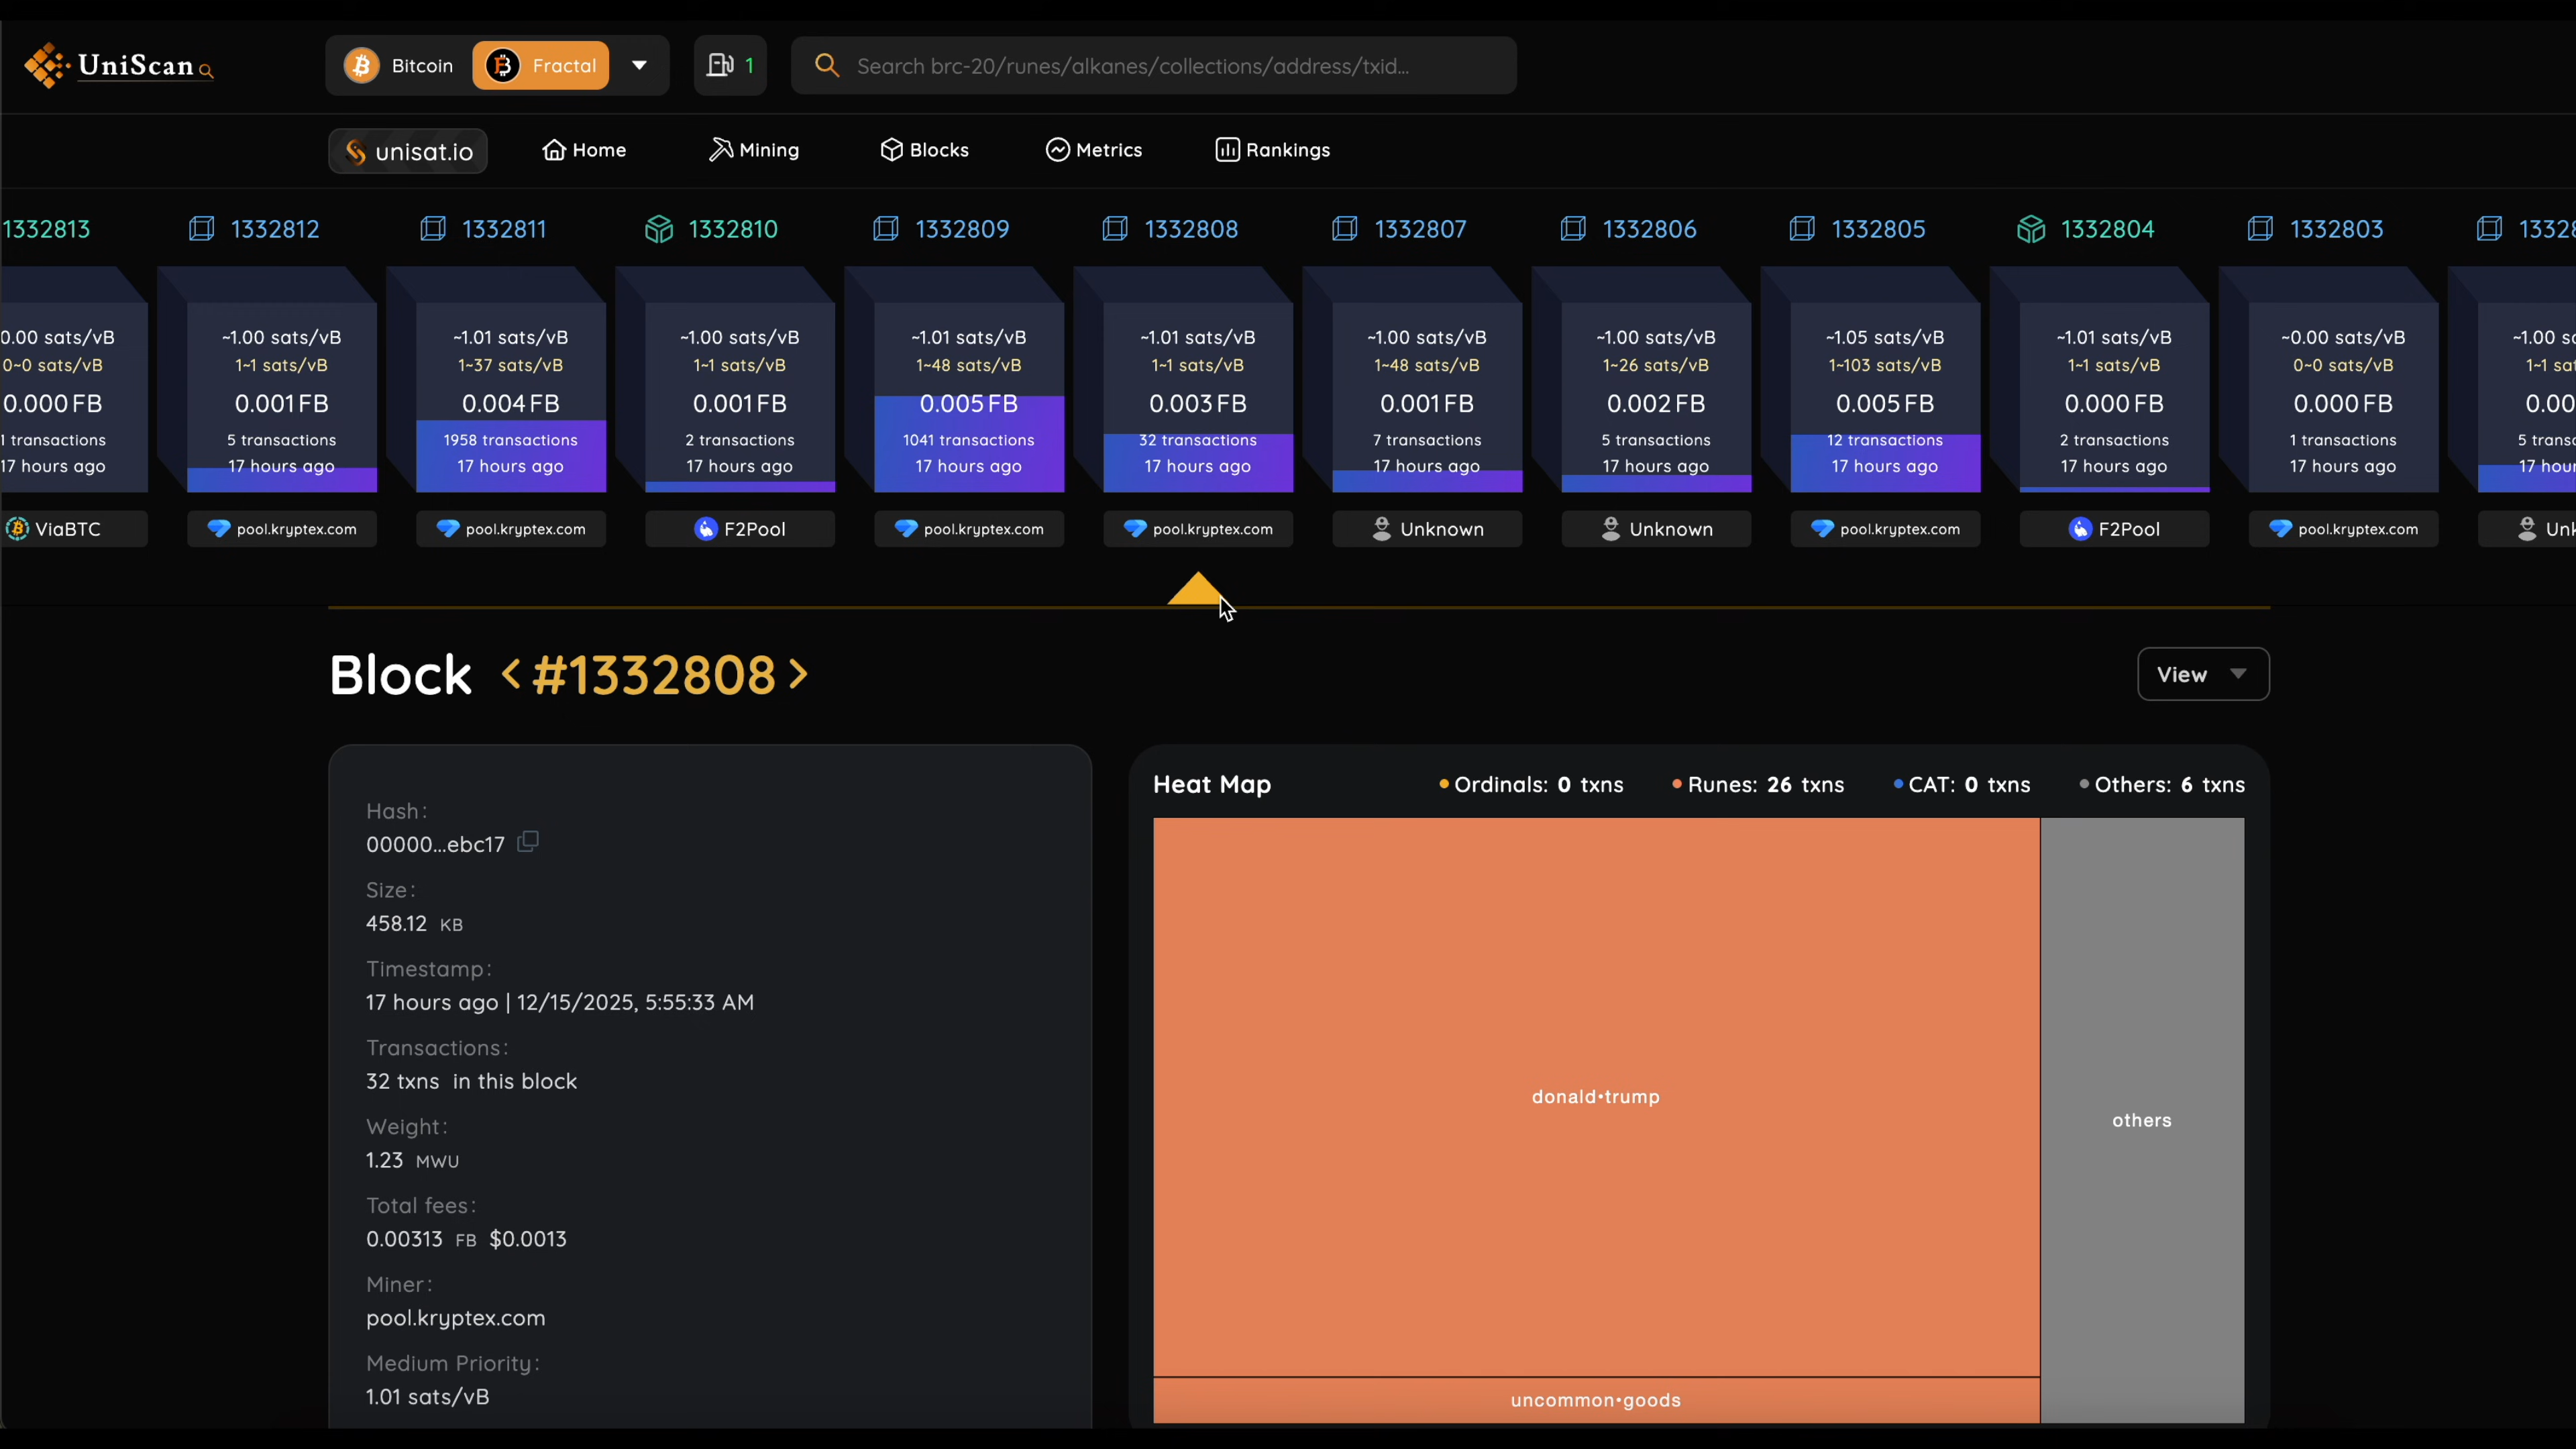 UniScan
Bitcoin
Fractal
1
Search brc-20/runes/alkanes/collections/address/txid...
unisat.io
Home
Mining
Blocks
Metrics
Rankings
1332813 1332812 1332811 1332810 1332809 1332808 1332807 1332806 1332805 1332804 1332803 1332
0.00 sats/vB ~1.00 sats/vB ~1.01 sats/vB ~1.00 sats/vB ~1.01 sats/vB ~1.01 sats/vB ~1.00 sats/vB ~1.00 sats/vB ~1.05 sats/vB ~1.01 sats/vB ~0.00 sats/vB ~1.00
0~0 sats/vB 1~1 sats/vB 1~37 sats/vB 1~1 sats/vB 1~48 sats/vB 1~1 sats/vB 1~48 sats/vB 1~26 sats/vB 1~103 sats/vB 1~1 sats/vB 0~0 sats/vB 1~1 sat
0.000 FB 0.001 FB 0.004 FB 0.001 FB 0.005 FB 0.003 FB 0.001 FB 0.002 FB 0.005 FB 0.000 FB 0.000 FB 0.00
1 transactions 5 transactions 1958 transactions 2 transactions 1041 transactions 32 transactions 7 transactions 5 transactions 12 transactions 2 transactions 1 transactions 5 trans
17 hours ago 17 hours ago 17 hours ago 17 hours ago 17 hours ago 17 hours ago 17 hours ago 17 hours ago 17 hours ago 17 hours ago 17 hours ago 17 hou
ViaBTC pool.kryptex.com pool.kryptex.com F2Pool pool.kryptex.com pool.kryptex.com Unknown Unknown pool.kryptex.com F2Pool pool.kryptex.com Unk
Block <#1332808>
View
Hash:
00000...ebc17
Size:
458.12 KB
Timestamp:
17 hours ago | 12/15/2025, 5:55:33 AM
Transactions:
32 txns in this block
Weight:
1.23 MWU
Total fees:
0.00313 FB $0.0013
Miner:
pool.kryptex.com
Medium Priority:
1.01 sats/vB
Heat Map
Ordinals: 0 txns
Runes: 26 txns
CAT: 0 txns
Others: 6 txns
donald•trump
others
uncommon•goods